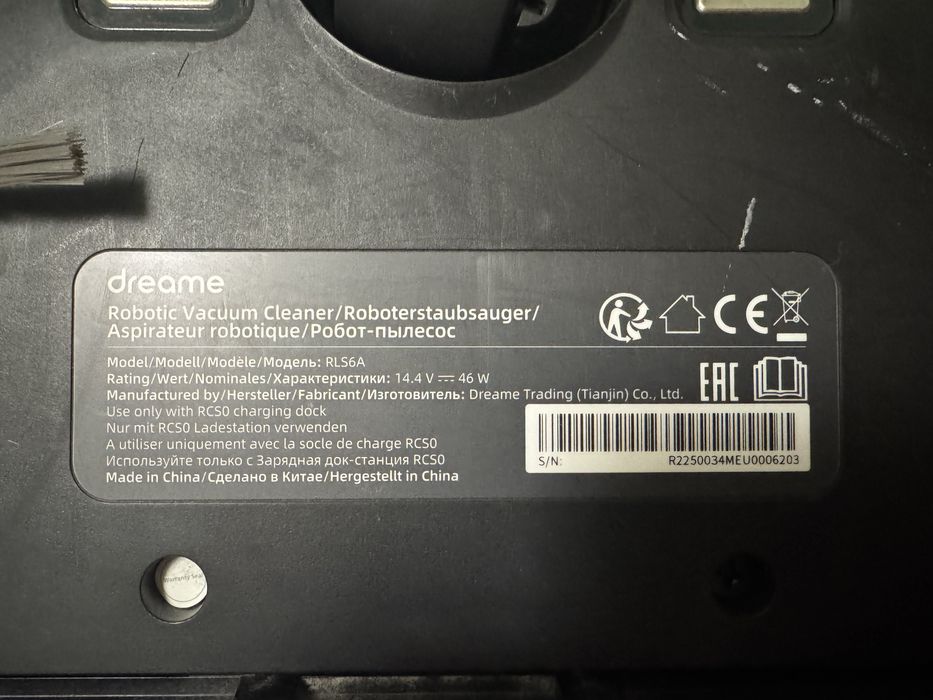 dreame
Robotic Vacuum Cleaner/Roboterstaubsauger/
Aspirateur robotique/Робот-пылесос
Model/Modell/Modèle/Модель: RLS6A
Rating/Wert/Nominales/Характеристики: 14.4 V ⎓ 46 W
Manufactured by/Hersteller/Fabricant/Изготовитель: Dreame Trading (Tianjin) Co., Ltd.
Use only with RCS0 charging dock
Nur mit RCS0 Ladestation verwenden
A utiliser uniquement avec la socle de charge RCS0
Используйте только с Зарядная док-станция RCS0
Made in China/Сделано в Китае/Hergestellt in China
CE
EAC
S/N: R2250034MEU0006203
Warranty Seal